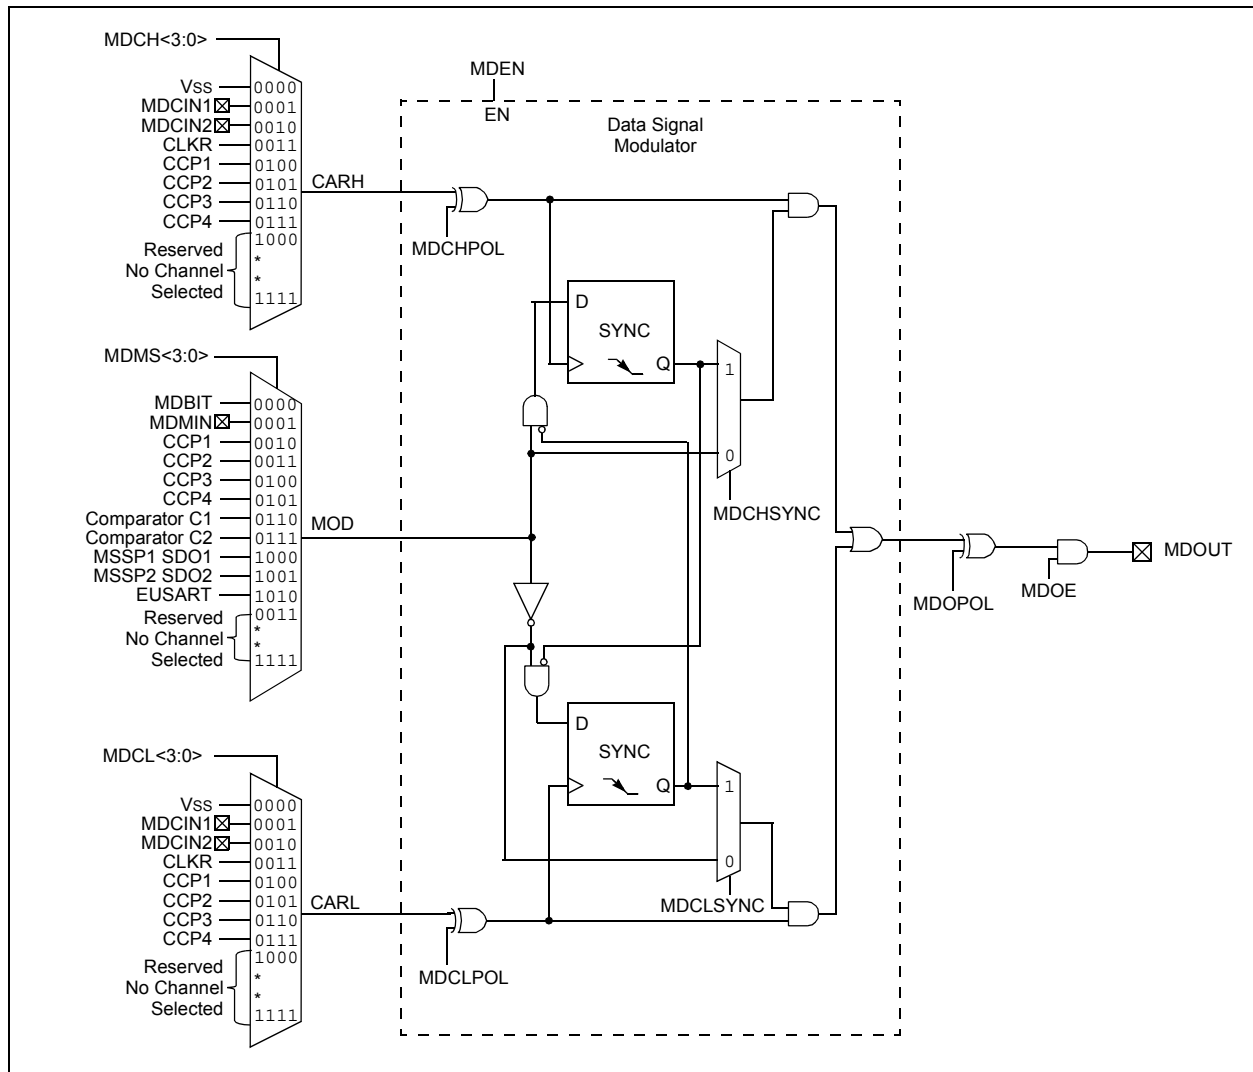 MDCH<3:0>
VSS 0000
MDCIN1 0001
MDCIN2 0010
CLKR 0011
CCP1 0100
CCP2 0101
CCP3 0110
CCP4 0111
1000
Reserved
No Channel
Selected
*
*
1111
CARH
MDMS<3:0>
MDBIT 0000
MDMIN 0001
CCP1 0010
CCP2 0011
CCP3 0100
CCP4 0101
Comparator C1 0110
Comparator C2 0111
MSSP1 SDO1 1000
MSSP2 SDO2 1001
EUSART 1010
0011
Reserved
No Channel
Selected
*
*
1111
MOD
MDCL<3:0>
VSS 0000
MDCIN1 0001
MDCIN2 0010
CLKR 0011
CCP1 0100
CCP2 0101
CCP3 0110
CCP4 0111
1000
Reserved
No Channel
Selected
*
*
1111
CARL
MDEN
EN
Data Signal
Modulator
MDCHPOL
D
SYNC
Q
1
0
MDCHSYNC
D
SYNC
Q
1
0
MDCLSYNC
MDCLPOL
MDOPOL
MDOE
MDOUT